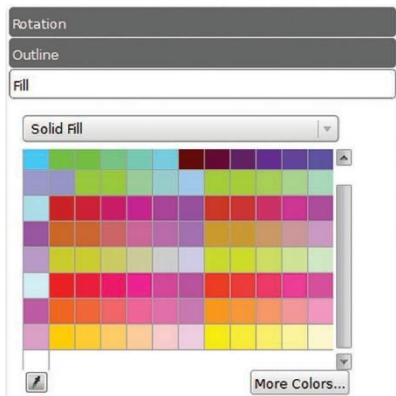 Rotation
Outline
Fill
Solid Fill
More Colors...